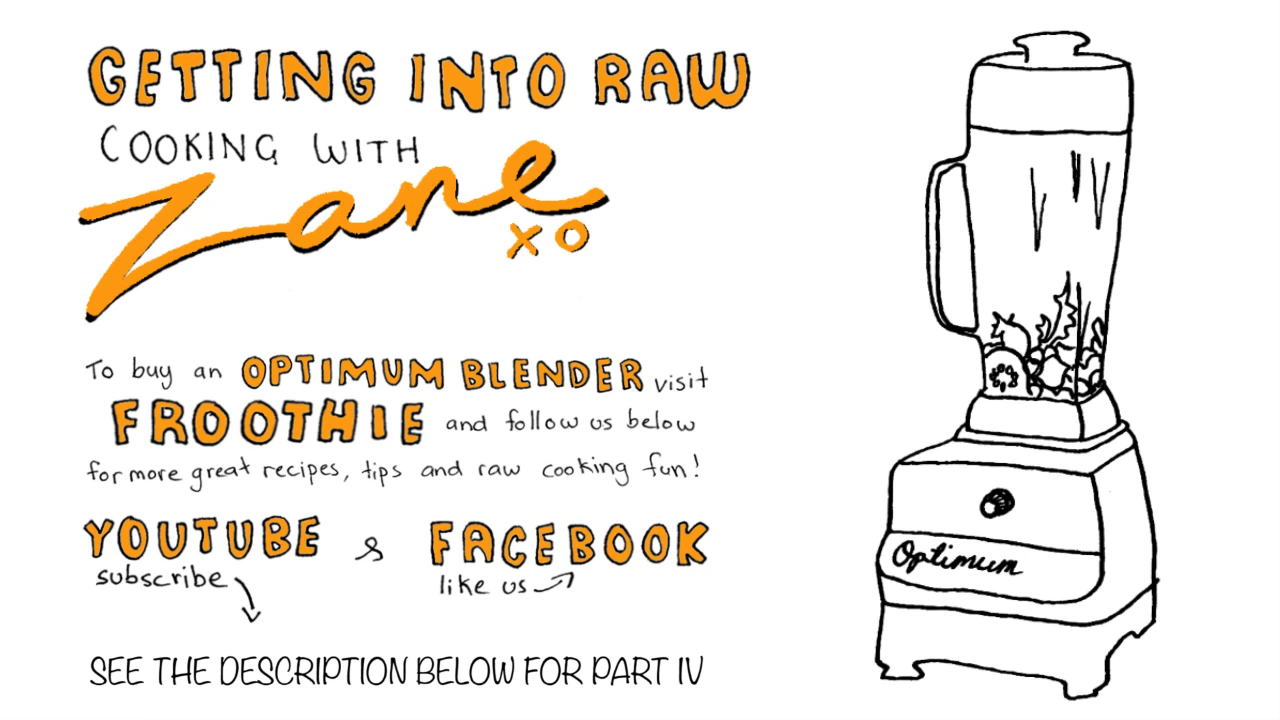 GETTING INTO RAW
COOKING WITH
Zane
XO
To buy an OPTIMUM BLENDER visit
FROOTHIE and follow us below
for more great recipes, tips and raw cooking fun!
YOUTUBE & FACEBOOK
subscribe like us
SEE THE DESCRIPTION BELOW FOR PART IV
Optimum